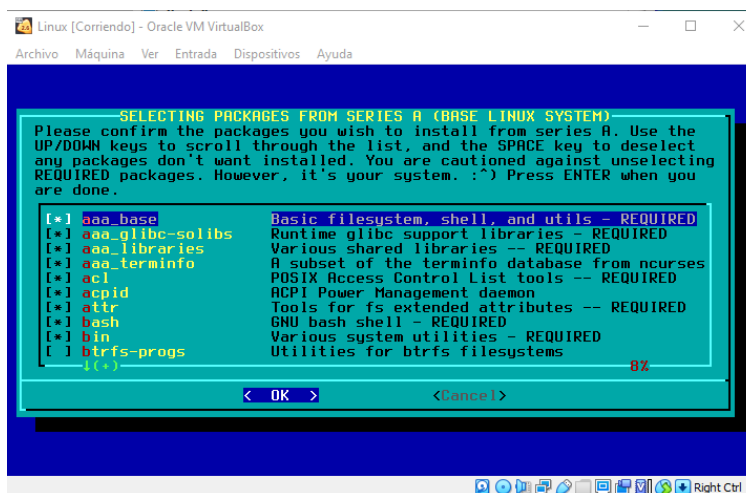 Linux [Corriendo] - Oracle VM VirtualBox
Archivo Máquina Ver Entrada Dispositivos Ayuda
SELECTING PACKAGES FROM SERIES A (BASE LINUX SYSTEM)
Please confirm the packages you wish to install from series A. Use the
UP/DOWN keys to scroll through the list, and the SPACE key to deselect
any packages don't want installed. You are cautioned against unselecting
REQUIRED packages. However, it's your system. :^) Press ENTER when you
are done.
[*] aaa_base Basic filesystem, shell, and utils - REQUIRED
[*] aaa_glibc-solibs Runtime glibc support libraries - REQUIRED
[*] aaa_libraries Various shared libraries -- REQUIRED
[*] aaa_terminfo A subset of the terminfo database from ncurses
[*] acl POSIX Access Control List tools -- REQUIRED
[*] acpid ACPI Power Management daemon
[*] attr Tools for fs extended attributes -- REQUIRED
[*] bash GNU bash shell - REQUIRED
[*] bin Various system utilities - REQUIRED
[ ] btrfs-progs Utilities for btrfs filesystems
↓(+) 8%
< OK > <Cancel>
Right Ctrl